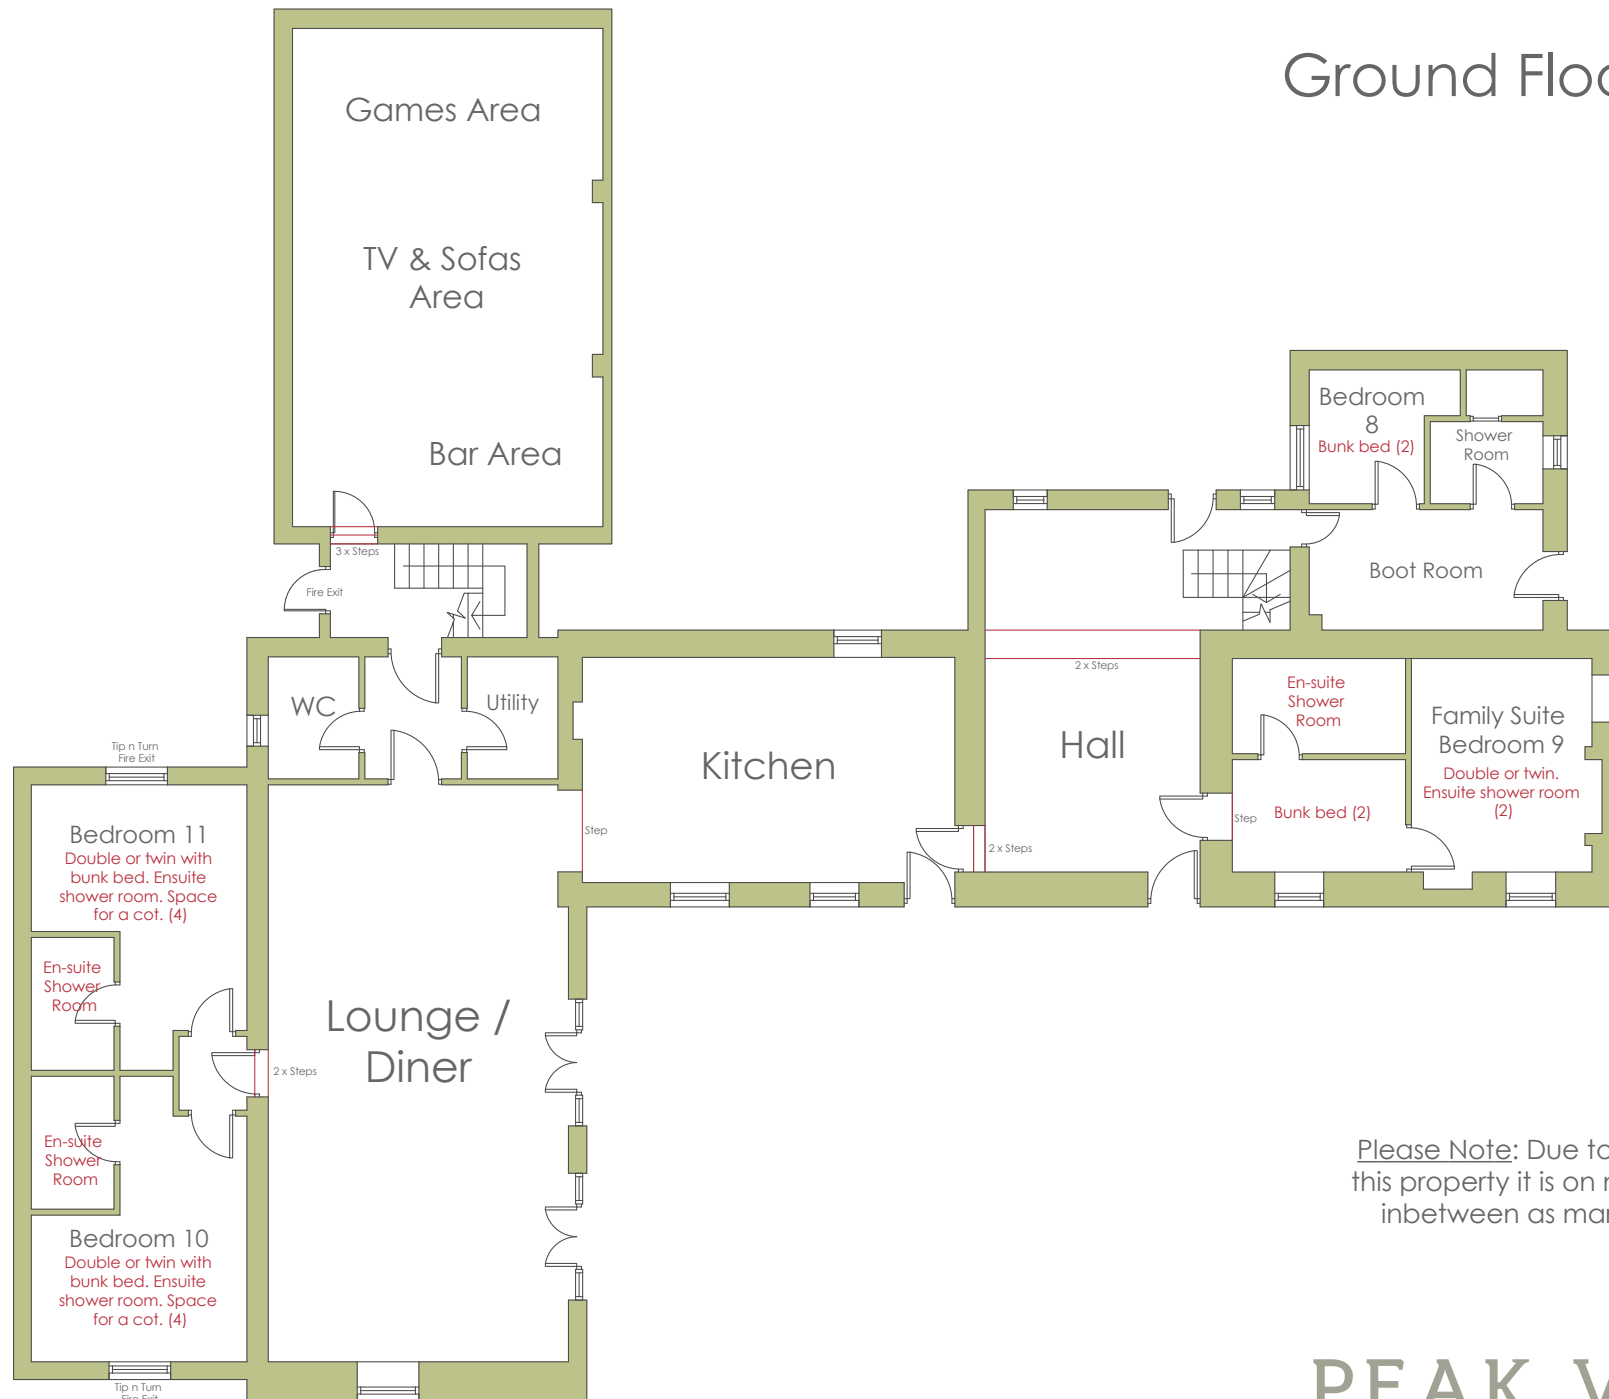 Ground Floo
Games Area
TV & Sofas
Area
Bar Area
3 x Steps
Fire Exit
WC
Utility
Kitchen
Step
2 x Steps
Hall
2 x Steps
Bedroom
8
Bunk bed (2)
Shower
Room
Boot Room
En-suite
Shower
Room
Step
Bunk bed (2)
Family Suite
Bedroom 9
Double or twin.
Ensuite shower room
(2)
Tip n Turn
Fire Exit
Bedroom 11
Double or twin with
bunk bed. Ensuite
shower room. Space
for a cot. (4)
En-suite
Shower
Room
Lounge /
Diner
2 x Steps
En-suite
Shower
Room
Bedroom 10
Double or twin with
bunk bed. Ensuite
shower room. Space
for a cot. (4)
Tip n Turn
Fire Exit
Please Note: Due to
this property it is on
inbetween as
PEAK